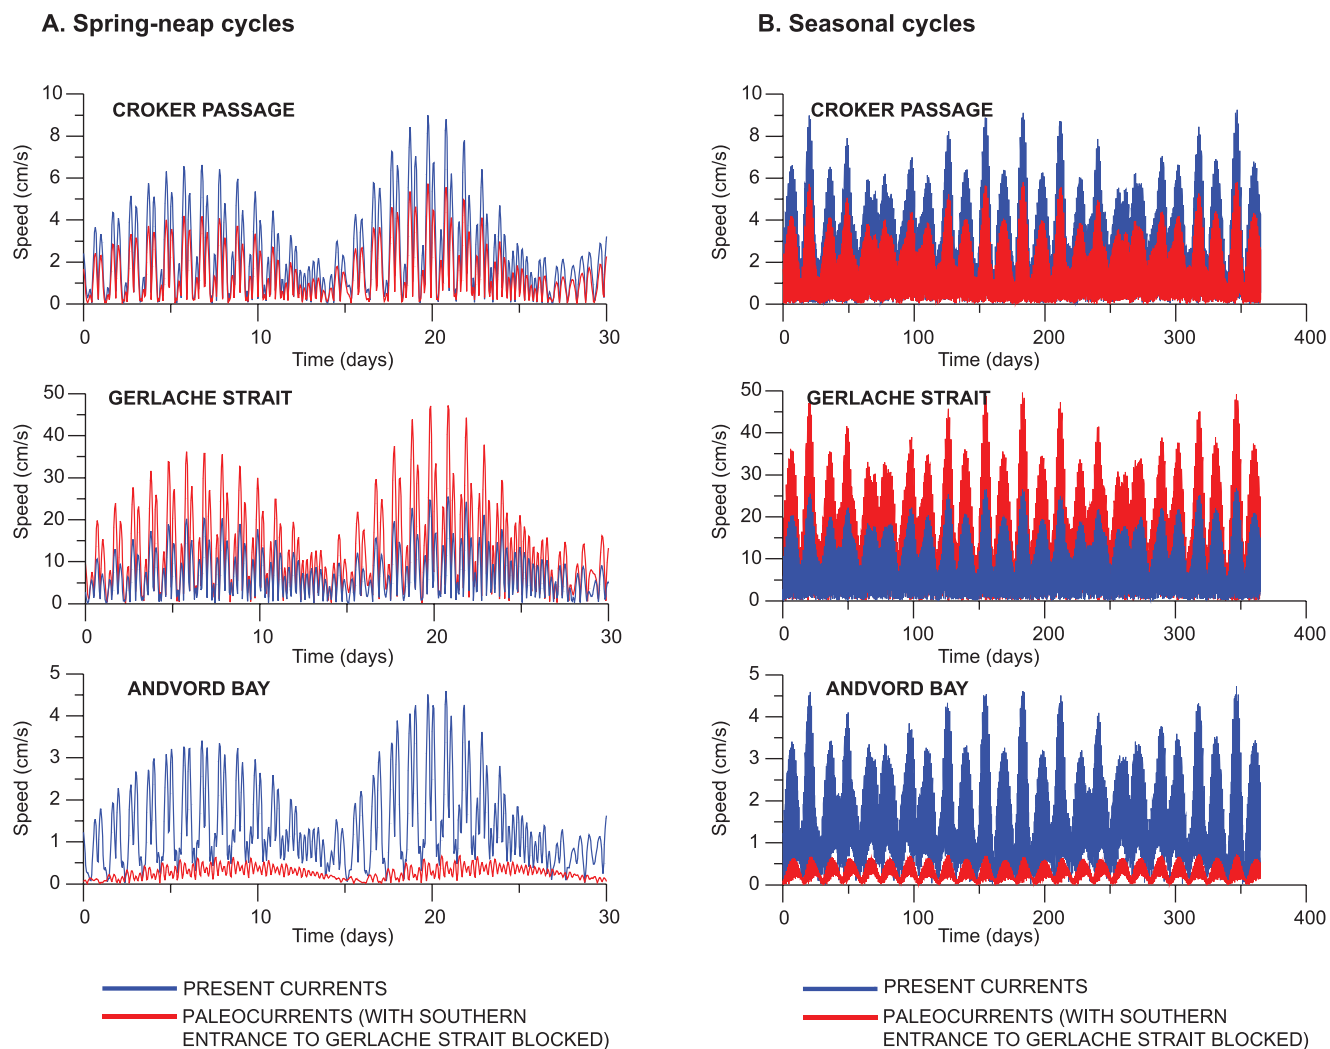 A. Spring-neap cycles
B. Seasonal cycles
CROKER PASSAGE
Speed (cm/s)
10
8
6
4
2
0
0 10 20 30
Time (days)
CROKER PASSAGE
Speed (cm/s)
10
8
6
4
2
0
0 100 200 300 400
Time (days)
GERLACHE STRAIT
Speed (cm/s)
50
40
30
20
10
0
0 10 20 30
Time (days)
GERLACHE STRAIT
Speed (cm/s)
50
40
30
20
10
0
0 100 200 300 400
Time (days)
ANDVORD BAY
Speed (cm/s)
5
4
3
2
1
0
0 10 20 30
Time (days)
ANDVORD BAY
Speed (cm/s)
5
4
3
2
1
0
0 100 200 300 400
Time (days)
PRESENT CURRENTS
PALEOCURRENTS (WITH SOUTHERN
ENTRANCE TO GERLACHE STRAIT BLOCKED)
PRESENT CURRENTS
PALEOCURRENTS (WITH SOUTHERN
ENTRANCE TO GERLACHE STRAIT BLOCKED)